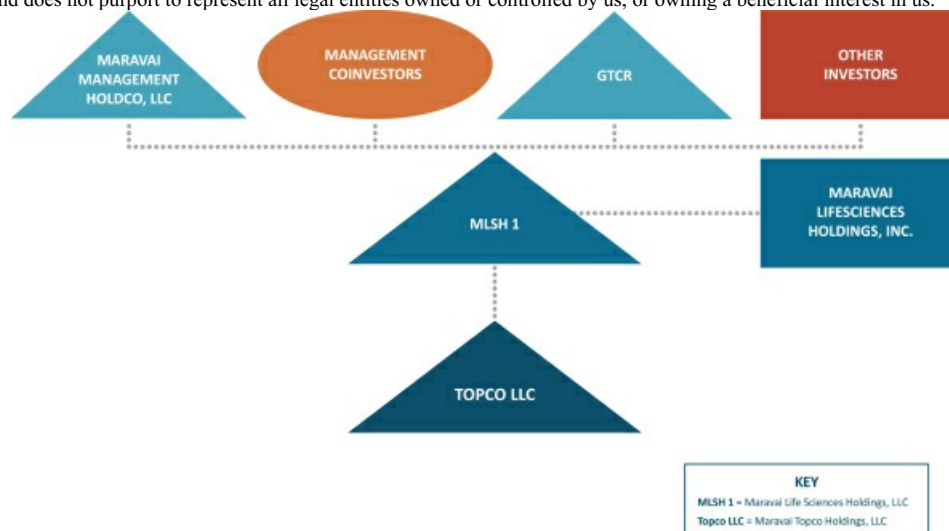 and does not purport to represent all legal entities owned or controlled by us, or owning a beneficial interest in us.
MARAVAI
MANAGEMENT
HOLDCO, LLC
MANAGEMENT
COINVESTORS
GTCR
OTHER
INVESTORS
MLSH 1
MARAVAI
LIFESCIENCES
HOLDINGS, INC.
TOPCO LLC
KEY
MLSH 1 = Maravai Life Sciences Holdings, LLC
Topco LLC = Maravai Topco Holdings, LLC